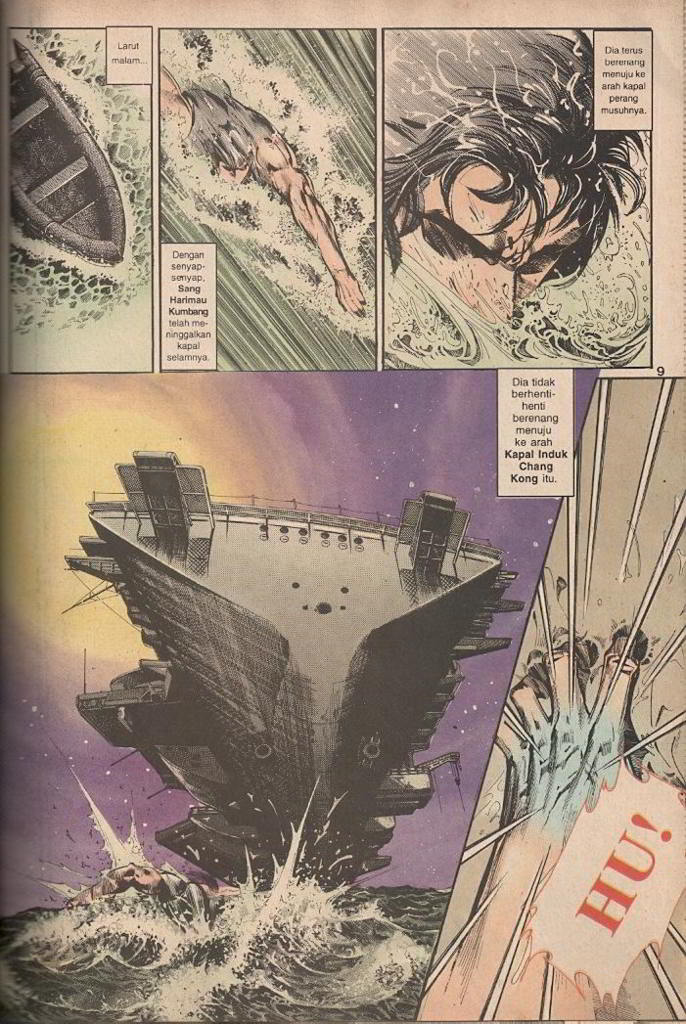 Larut
malam...
Dengan
senyap-
senyap,
Sang
Harimau
Kumbang
telah me-
ninggalkan
kapal
selamnya.
Dia terus
berenang
menuju ke
arah kapal
perang
musuhnya.
9
Dia tidak
berhenti-
henti
berenang
menuju
ke arah
Kapal Induk
Chang
Kong itu.
HU!